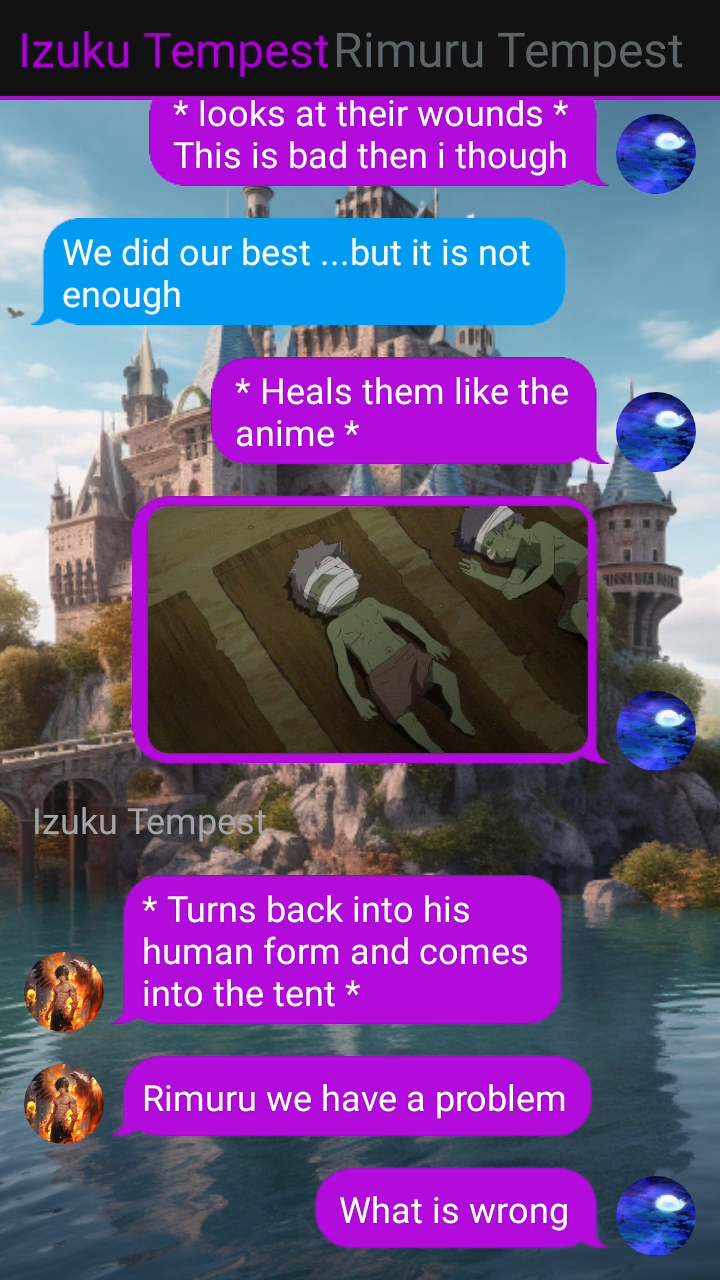 Izuku Tempest Rimuru Tempest
* looks at their wounds *
This is bad then i though
We did our best ...but it is not
enough
* Heals them like the
anime *
Izuku Tempest
* Turns back into his
human form and comes
into the tent *
Rimuru we have a problem
What is wrong